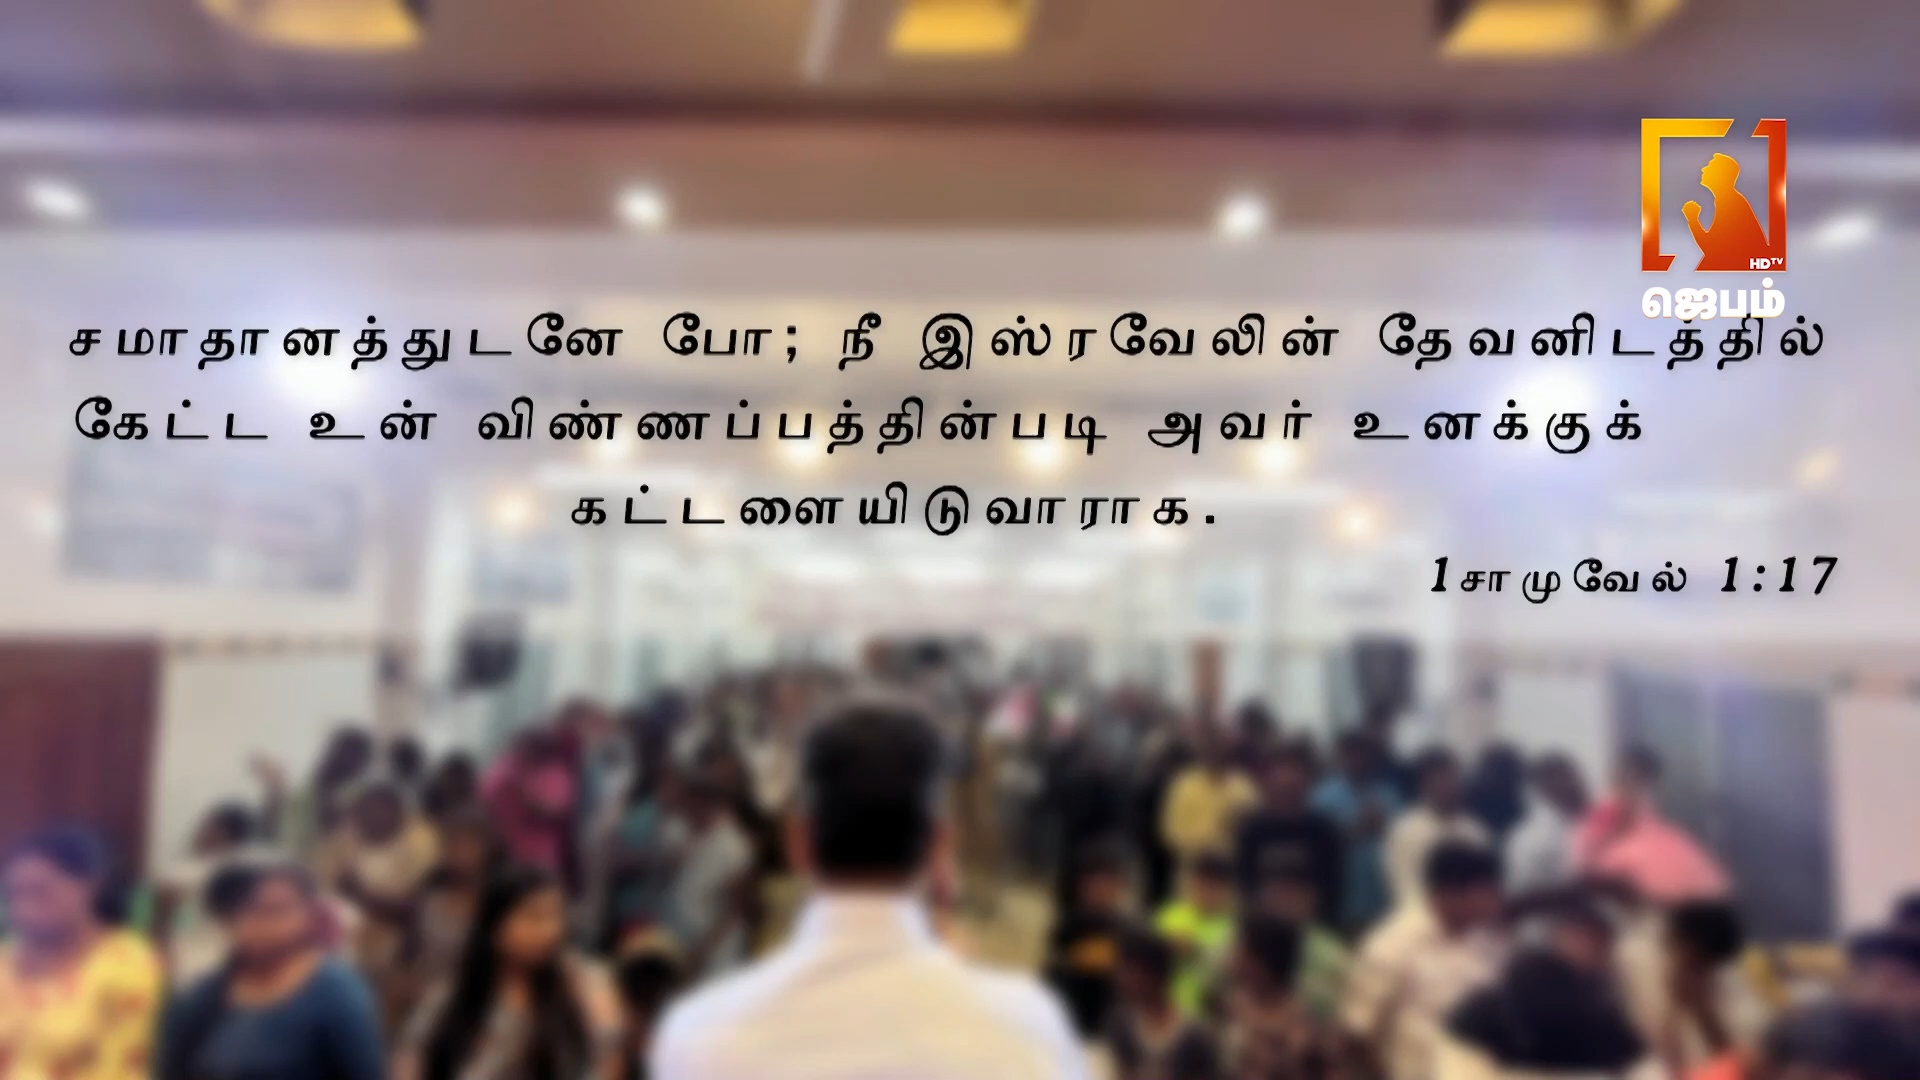 HDTV
ஜெபம்
சமாதானத்துடனே போ; நீ இஸ்ரவேலின் தேவனிடத்தில்
கேட்ட உன் விண்ணப்பத்தின்படி அவர் உனக்குக்
கட்டளையிடுவாராக.
1சாமுவேல் 1:17